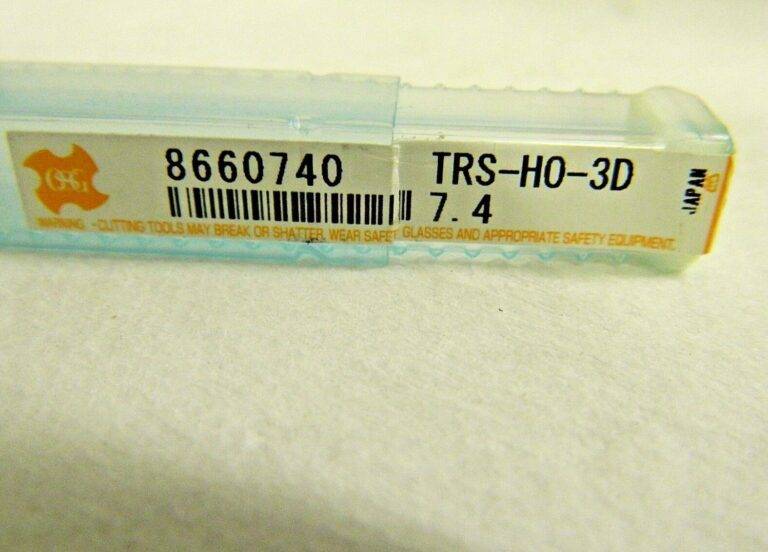 OSG
8660740
TRS-HO-3D
7.4
WARNING: -CUTTING TOOLS MAY BREAK OR SHATTER, WEAR SAFETY GLASSES AND APPROPRIATE SAFETY EQUIPMENT.
JAPAN